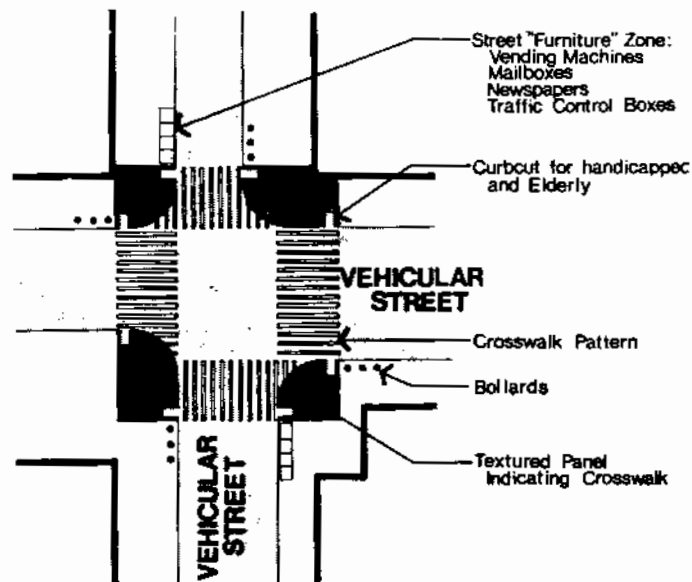 Street "Furniture" Zone:
Vending Machines
Mailboxes
Newspapers
Traffic Control Boxes
Curbcut for handicapped
and Elderly
VEHICULAR
STREET
Crosswalk Pattern
Bollards
Textured Panel
Indicating Crosswalk
VEHICULAR
STREET